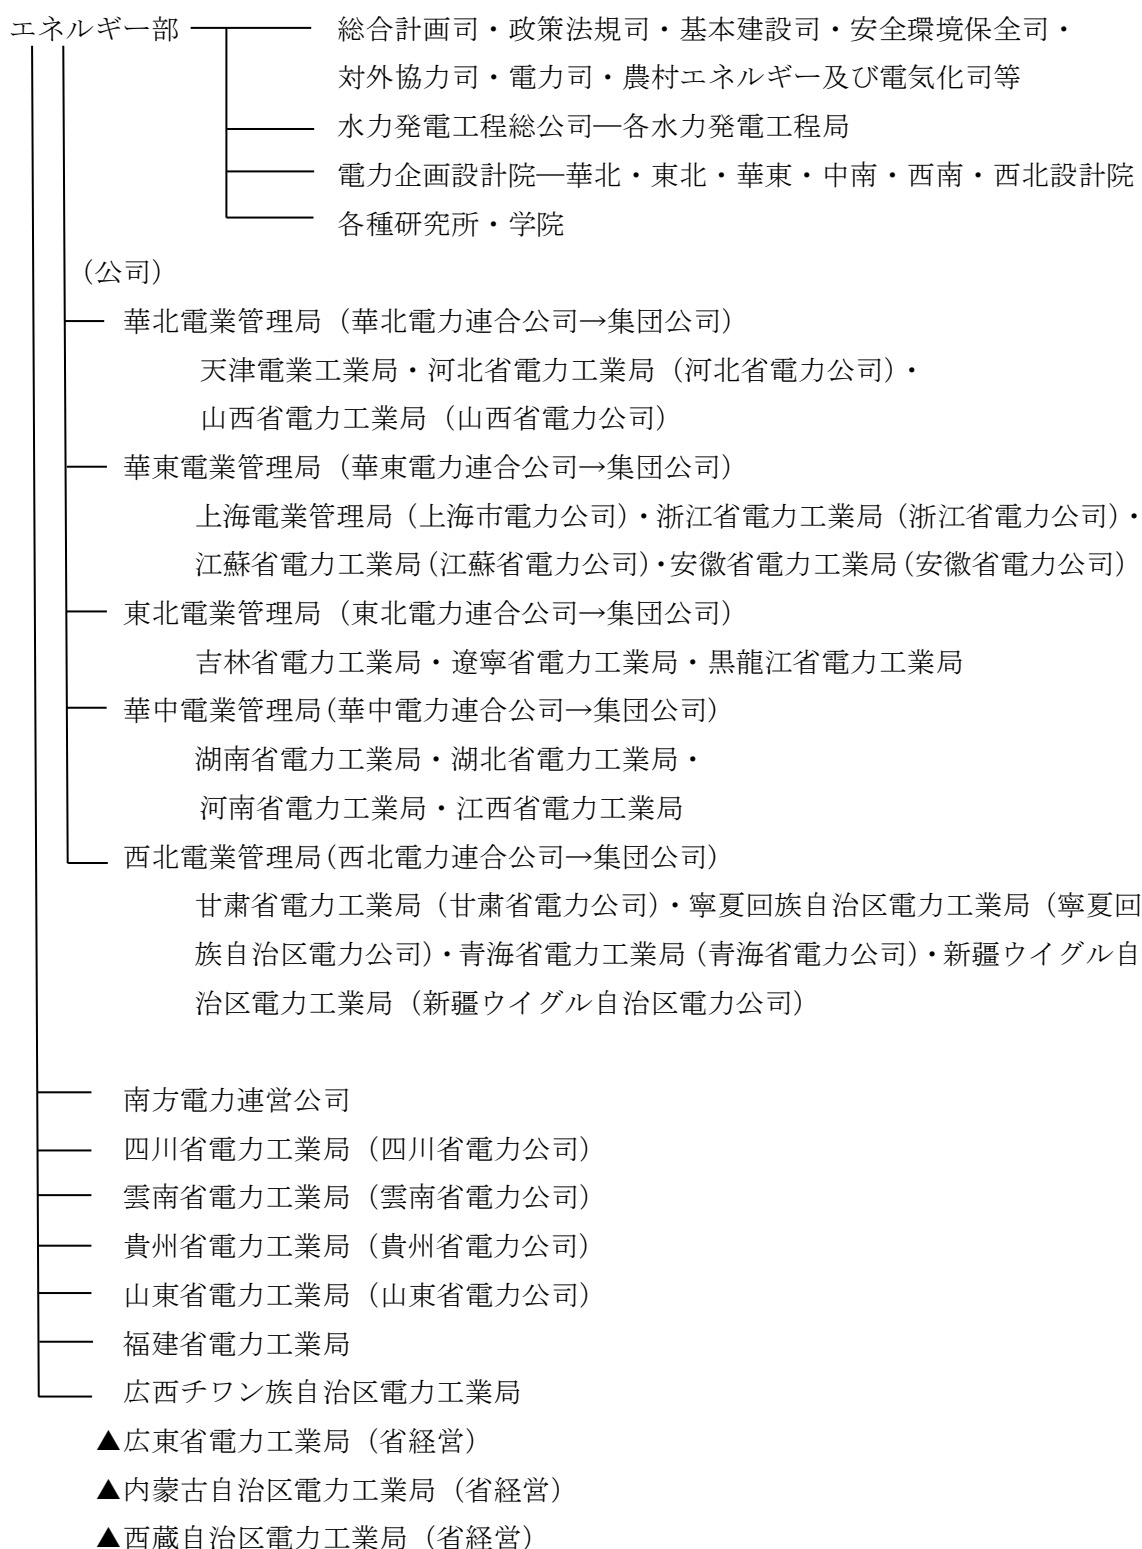 エネルギー部 総合計画司・政策法規司・基本建設司・安全環境保全司・
対外協力司・電力司・農村エネルギー及び電気化司等
水力発電工程総公司―各水力発電工程局
電力企画設計院―華北・東北・華東・中南・西南・西北設計院
各種研究所・学院
（公司）
華北電業管理局（華北電力連合公司→集団公司）
天津電業工業局・河北省電力工業局（河北省電力公司）・
山西省電力工業局（山西省電力公司）
華東電業管理局（華東電力連合公司→集団公司）
上海電業管理局（上海市電力公司）・浙江省電力工業局（浙江省電力公司）・
江蘇省電力工業局（江蘇省電力公司）・安徽省電力工業局（安徽省電力公司）
東北電業管理局（東北電力連合公司→集団公司）
吉林省電力工業局・遼寧省電力工業局・黒龍江省電力工業局
華中電業管理局（華中電力連合公司→集団公司）
湖南省電力工業局・湖北省電力工業局・
河南省電力工業局・江西省電力工業局
西北電業管理局（西北電力連合公司→集団公司）
甘粛省電力工業局（甘粛省電力公司）・寧夏回族自治区電力工業局（寧夏回
族自治区電力公司）・青海省電力工業局（青海省電力公司）・新疆ウイグル自
治区電力工業局（新疆ウイグル自治区電力公司）
南方電力連営公司
四川省電力工業局（四川省電力公司）
雲南省電力工業局（雲南省電力公司）
貴州省電力工業局（貴州省電力公司）
山東省電力工業局（山東省電力公司）
福建省電力工業局
広西チワン族自治区電力工業局
▲広東省電力工業局（省経営）
▲内蒙古自治区電力工業局（省経営）
▲西蔵自治区電力工業局（省経営）